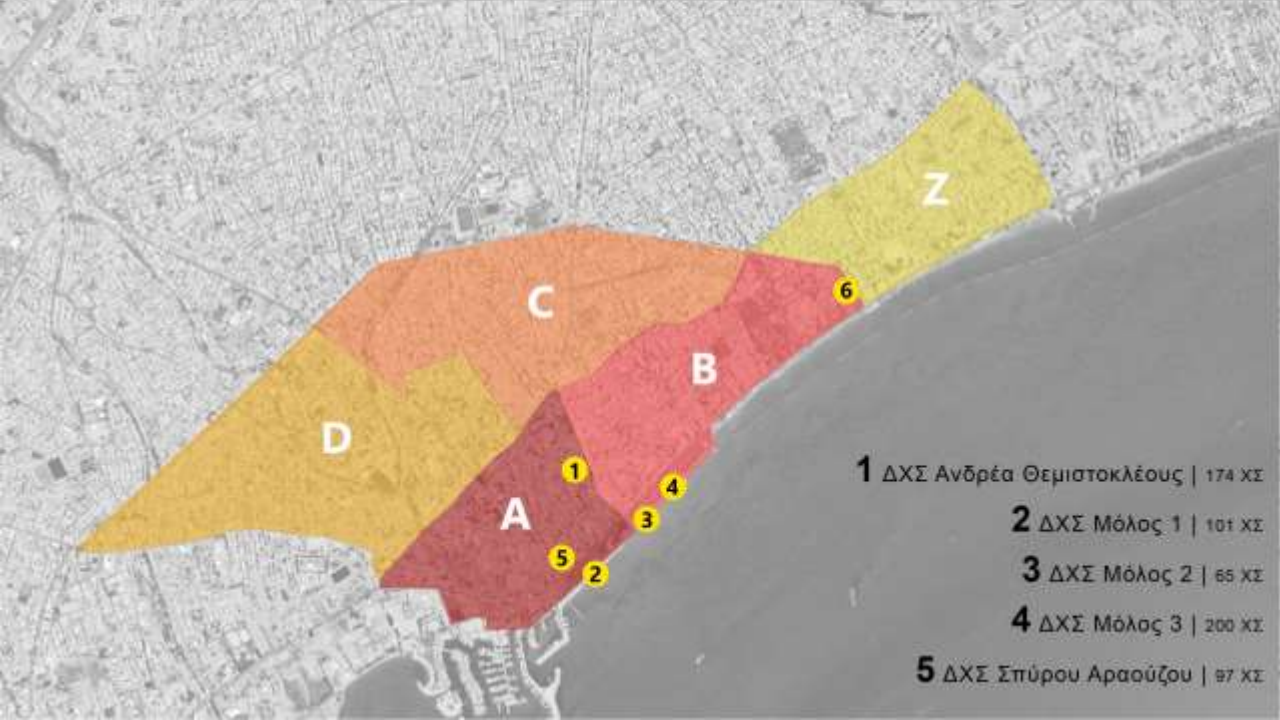 Z
6
C
B
D
1
4
A
3
5
2
1 ΔΧΣ Ανδρέα Θεμιστοκλέους | 174 ΧΣ
2 ΔΧΣ Μόλος 1 | 101 ΧΣ
3 ΔΧΣ Μόλος 2 | 65 ΧΣ
4 ΔΧΣ Μόλος 3 | 200 ΧΣ
5 ΔΧΣ Σπύρου Αραούζου | 97 ΧΣ